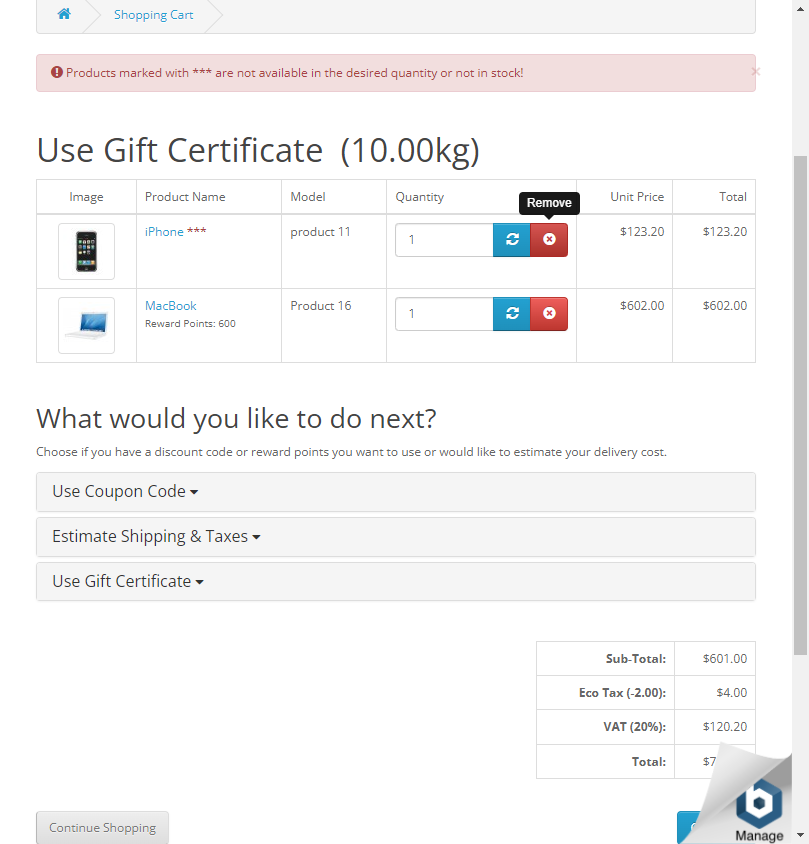 Shopping Cart
Products marked with *** are not available in the desired quantity or not in stock!
×
Use Gift Certificate (10.00kg)
Image Product Name Model Quantity Unit Price Total
Remove
iPhone *** product 11 1 $123.20 $123.20
MacBook Product 16 1 $602.00 $602.00
Reward Points: 600
What would you like to do next?
Choose if you have a discount code or reward points you want to use or would like to estimate your delivery cost.
Use Coupon Code
Estimate Shipping & Taxes
Use Gift Certificate
Sub-Total: $601.00
Eco Tax (-2.00): $4.00
VAT (20%): $120.20
Total:
Continue Shopping
Manage